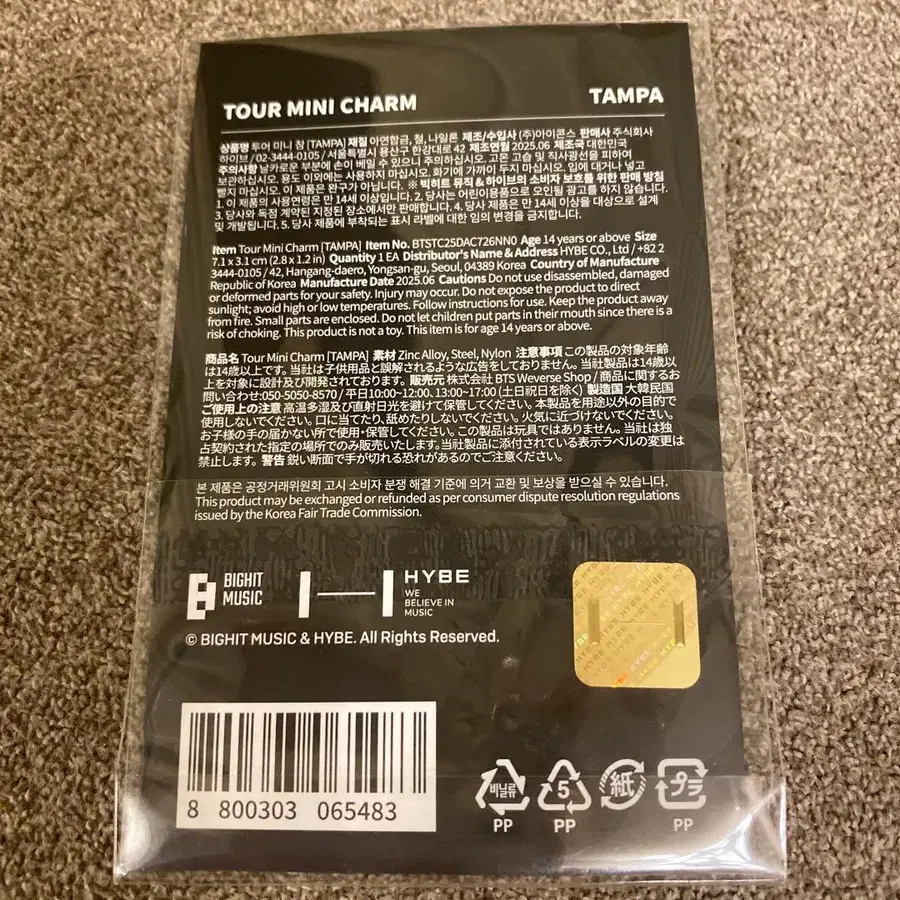 TOUR MINI CHARM
TAMPA
상품명 투어 미니 참 [TAMPA] 재질 아연합금, 철, 나일론 제조/수입사 (주)아이콘스 판매사 주식회사
하이브 / 02-3444-0105 / 서울특별시 용산구 한강대로 42 제조연월 2025.06 제조국 대한민국
주의사항 날카로운 부분에 손이 베일 수 있으니 주의하십시오. 고온 고습 및 직사광선을 피하여
보관하십시오. 용도 이외에는 사용하지 마십시오. 화기에 가까이 두지 마십시오. 입에 대거나 넣고
빨지 마십시오. 이 제품은 완구가 아닙니다. ※ 빅히트 뮤직 & 하이브의 소비자 보호를 위한 판매 방침
1. 이 제품의 사용연령은 만 14세 이상입니다. 2. 당사는 어린이용품으로 오인될 광고를 하지 않습니다.
3. 당사와 독점 계약된 지정된 장소에서만 판매합니다. 4. 당사 제품은 만 14세 이상을 대상으로 설계
및 개발됩니다. 5. 당사 제품에 부착되는 표시 라벨에 대한 임의 변경을 금지합니다.
Item Tour Mini Charm [TAMPA] Item No. BTSTC25DAC726NN0 Age 14 years or above Size
7.1 x 3.1 cm (2.8 x 1.2 in) Quantity 1 EA Distributor's Name & Address HYBE CO., Ltd / +82 2
3444-0105 / 42, Hangang-daero, Yongsan-gu, Seoul, 04389 Korea Country of Manufacture
Republic of Korea Manufacture Date 2025.06 Cautions Do not use disassembled, damaged
or deformed parts for your safety. Injury may occur. Do not expose the product to direct
sunlight; avoid high or low temperatures. Follow instructions for use. Keep the product away
from fire. Small parts are enclosed. Do not let children put parts in their mouth since there is a
risk of choking. This product is not a toy. This item is for age 14 years or above.
商品名 Tour Mini Charm [TAMPA] 素材 Zinc Alloy, Steel, Nylon 注意事項 この製品の対象年齢
は14歳以上です。当社は子供用品と誤解されるような広告をしておりません。当社製品は14歳以上
を対象に設計及び開発されております。販売元 株式会社 BTS Weverse Shop / 商品に関するお
問い合わせ:050-5050-8570 / 平日10:00~12:00、13:00~17:00 (土日祝日を除く) 製造国 大韓民国
ご使用上の注意 高温多湿及び直射日光を避けて保管してください。本製品を用途以外の目的で
使用しないでください。口に当てたり、舐めたりしないでください。火気に近づけないでください。
お子様の手の届かない所で使用・保管してください。この製品は玩具ではありません。当社は独
占契約された指定の場所でのみ販売いたします。当社製品に添付されている表示ラベルの変更は
禁止します。警告 鋭い断面で手が切れる恐れがあるのでご注意ください。
본 제품은 공정거래위원회 고시 소비자 분쟁 해결 기준에 의거 교환 및 보상을 받으실 수 있습니다.
This product may be exchanged or refunded as per consumer dispute resolution regulations
issued by the Korea Fair Trade Commission.
BIGHIT
MUSIC
HYBE
WE
BELIEVE IN
MUSIC
© BIGHIT MUSIC & HYBE. All Rights Reserved.
HYBE
8 800303 065483
비닐류
PP
5
PP
紙
プラ
PP